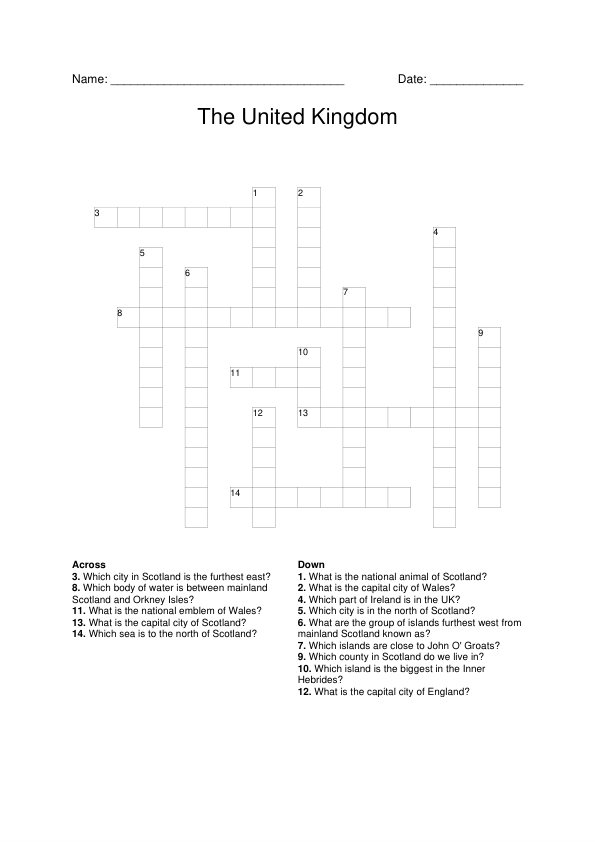 Name: ___________________________________ Date: ______________
The United Kingdom
1 2
3
4
5
6
7
8
9
10
11
12 13
14
Across
3. Which city in Scotland is the furthest east?
8. Which body of water is between mainland
Scotland and Orkney Isles?
11. What is the national emblem of Wales?
13. What is the capital city of Scotland?
14. Which sea is to the north of Scotland?
Down
1. What is the national animal of Scotland?
2. What is the capital city of Wales?
4. Which part of Ireland is in the UK?
5. Which city is in the north of Scotland?
6. What are the group of islands furthest west from
mainland Scotland known as?
7. Which islands are close to John O' Groats?
9. Which county in Scotland do we live in?
10. Which island is the biggest in the Inner
Hebrides?
12. What is the capital city of England?